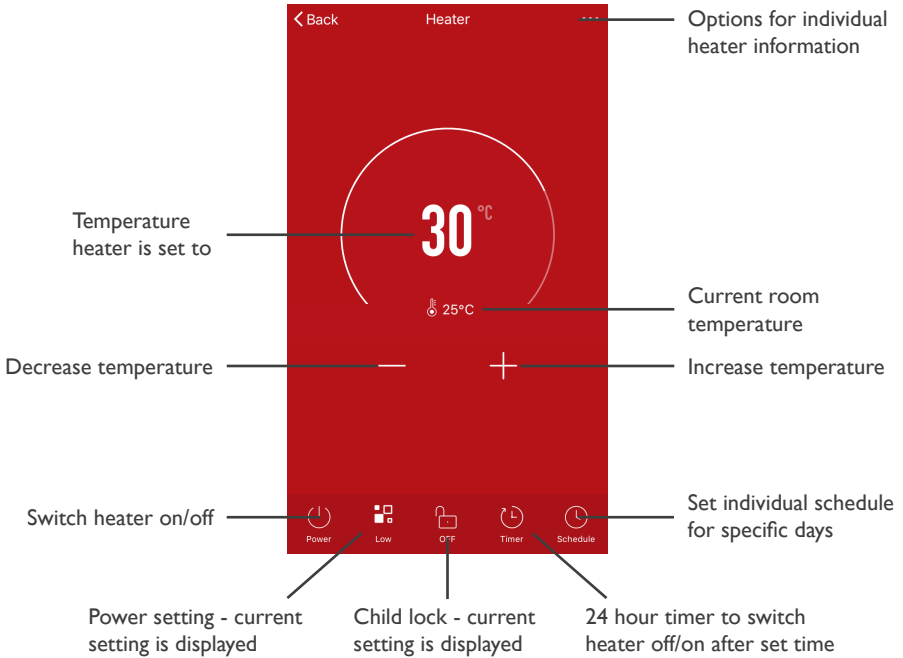 Back
Heater
...
Options for individual
heater information
30 °C
Temperature
heater is set to
25°C
Current room
temperature
Decrease temperature
Increase temperature
Switch heater on/off
Set individual schedule
for specific days
Power
Low
OFF
Timer
Schedule
Power setting - current
setting is displayed
Child lock - current
setting is displayed
24 hour timer to switch
heater off/on after set time